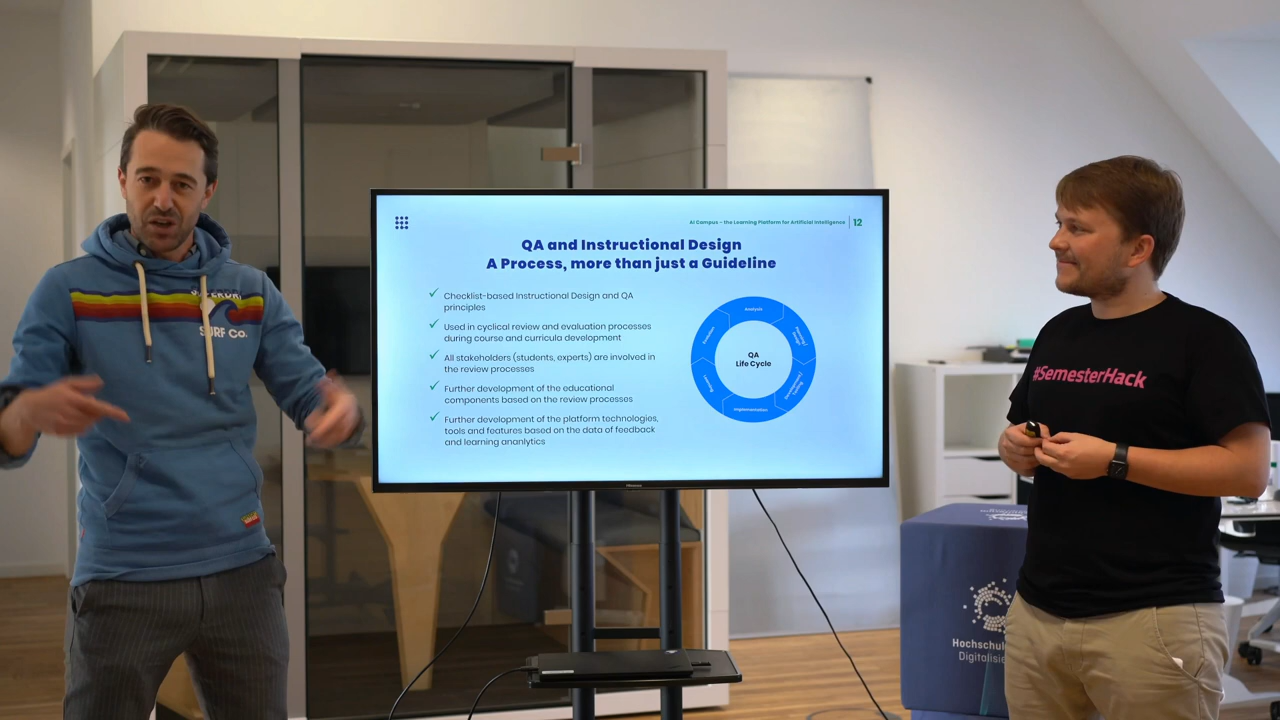 AI Campus – the Learning Platform for Artificial Intelligence
12
QA and Instructional Design
A Process, more than just a Guideline
Checklist-based Instructional Design and QA
principles
Used in cyclical review and evaluation processes
during course and curricula development
All stakeholders (students, experts) are involved in
the review processes
Further development of the educational
components based on the review processes
Further development of the platform technologies,
tools and features based on the data of feedback
and learning ananlytics
Analysis
Implementation
QA
Life Cycle
Hisense
SURF Co.
#SemesterHack
Hochschul
Digitalisie